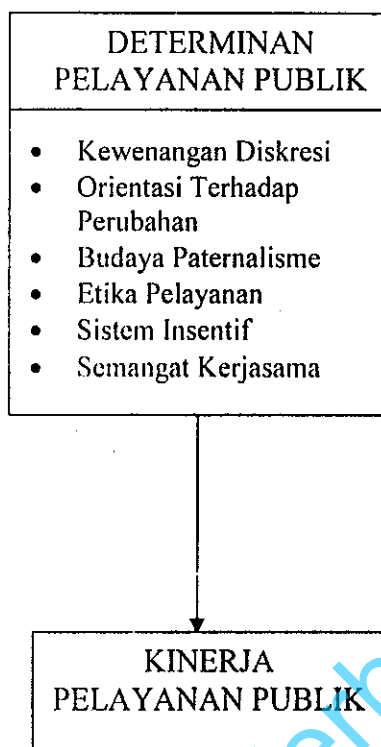 DETERMINAN
PELAYANAN PUBLIK
• Kewenangan Diskresi
• Orientasi Terhadap
Perubahan
• Budaya Paternalisme
• Etika Pelayanan
• Sistem Insentif
• Semangat Kerjasama
KINERJA
PELAYANAN PUBLIK